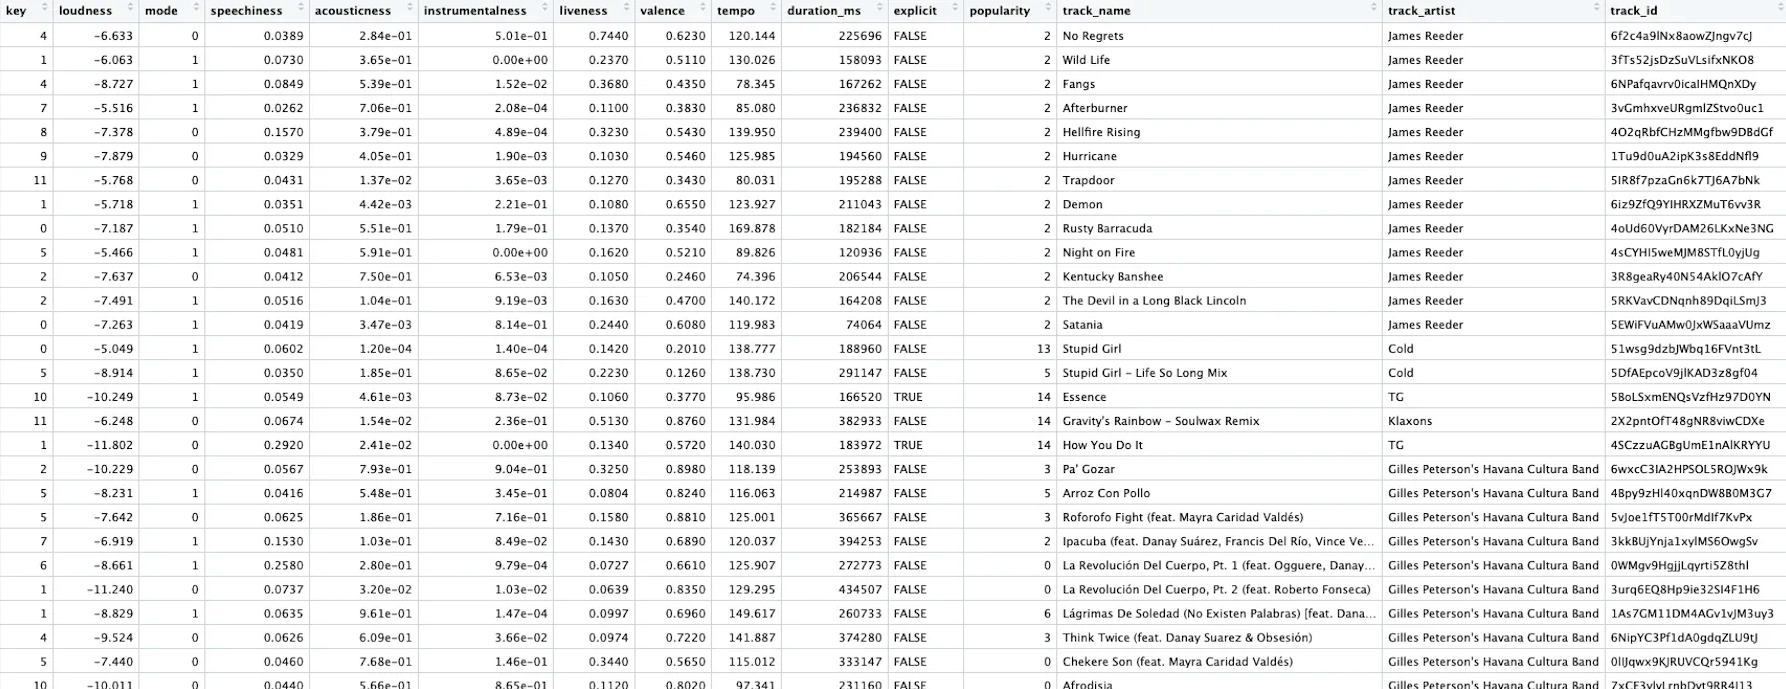 key loudness mode speechiness acousticness instrumentalness liveness valence tempo duration_ms explicit popularity track_name track_artist track_id
4 -6.633 0 0.0389 2.84e-01 5.01e-01 0.7440 0.6230 120.144 225696 FALSE 2 No Regrets James Reeder 6f2c4a9lNx8aowZJngv7cJ
1 -6.063 1 0.0730 3.65e-01 0.00e+00 0.2370 0.5110 130.026 158093 FALSE 2 Wild Life James Reeder 3fTs52jsDzSuVLsifxNKO8
4 -8.727 1 0.0849 5.39e-01 1.52e-02 0.3680 0.4350 78.345 167262 FALSE 2 Fangs James Reeder 6NPafqavrv0icalHMQnXDy
7 -5.516 1 0.0262 7.06e-01 2.08e-04 0.1100 0.3830 85.080 236832 FALSE 2 Afterburner James Reeder 3vGmhxveURgmlZStvo0uc1
8 -7.378 0 0.1570 3.79e-01 4.89e-04 0.3230 0.5430 139.950 239400 FALSE 2 Hellfire Rising James Reeder 4O2qRbfCHzMMgfbw9DBdGf
9 -7.879 0 0.0329 4.05e-01 1.90e-03 0.1030 0.5460 125.985 194560 FALSE 2 Hurricane James Reeder 1Tu9d0uA2ipK3s8EddNfl9
11 -5.768 0 0.0431 1.37e-02 3.65e-03 0.1270 0.3430 80.031 195288 FALSE 2 Trapdoor James Reeder 5IR8f7pzaGn6k7TJ6A7bNk
1 -5.718 1 0.0351 4.42e-03 2.21e-01 0.1080 0.6550 123.927 211043 FALSE 2 Demon James Reeder 6iz9ZfQ9YIHRXZMuT6vv3R
0 -7.187 1 0.0510 5.51e-01 1.79e-01 0.1370 0.3540 169.878 182184 FALSE 2 Rusty Barracuda James Reeder 4oUd60VyrDAM26LKxNe3NG
5 -5.466 1 0.0481 5.91e-01 0.00e+00 0.1620 0.5210 89.826 120936 FALSE 2 Night on Fire James Reeder 4sCYHI5weMJM8STfL0yjUg
2 -7.637 0 0.0412 7.50e-01 6.53e-03 0.1050 0.2460 74.396 206544 FALSE 2 Kentucky Banshee James Reeder 3R8geaRy40N54AklO7cAfY
2 -7.491 1 0.0516 1.04e-01 9.19e-03 0.1630 0.4700 140.172 164208 FALSE 2 The Devil in a Long Black Lincoln James Reeder 5RKVavCDNqnh89DqiLSmJ3
0 -7.263 1 0.0419 3.47e-03 8.14e-01 0.2440 0.6080 119.983 74064 FALSE 2 Satania James Reeder 5EWiFVuAMw0JxWSaaaVUmz
0 -5.049 1 0.0602 1.20e-04 1.40e-04 0.1420 0.2010 138.777 188960 FALSE 13 Stupid Girl Cold 51wsg9dzbJWbq16FVnt3tL
5 -8.914 1 0.0350 1.85e-01 8.65e-02 0.2230 0.1260 138.730 291147 FALSE 5 Stupid Girl - Life So Long Mix Cold 5DfAEpcoV9jlKAD3z8gf04
10 -10.249 1 0.0549 4.61e-03 8.73e-02 0.1060 0.3770 95.986 166520 TRUE 14 Essence TG 5BoLSxmENQsVzfHz97D0YN
11 -6.248 0 0.0674 1.54e-02 2.36e-01 0.5130 0.8760 131.984 382933 FALSE 14 Gravity's Rainbow - Soulwax Remix Klaxons 2X2pntOfT48gNR8viwCDXe
1 -11.802 0 0.2920 2.41e-02 0.00e+00 0.1340 0.5720 140.030 183972 TRUE 14 How You Do It TG 4SCzzuAGBgUmE1nAlKRYYU
2 -10.229 0 0.0567 7.93e-01 9.04e-01 0.3250 0.8980 118.139 253893 FALSE 3 Pa' Gozar Gilles Peterson's Havana Cultura Band 6wxcC3IA2HPSOL5ROJWx9k
5 -8.231 1 0.0416 5.48e-01 3.45e-01 0.0804 0.8240 116.063 214987 FALSE 5 Arroz Con Pollo Gilles Peterson's Havana Cultura Band 4Bpy9zHl40xqnDW8B0M3G7
5 -7.642 0 0.0625 1.86e-01 7.16e-01 0.1580 0.8810 125.001 365667 FALSE 3 Roforofo Fight (feat. Mayra Caridad Valdés) Gilles Peterson's Havana Cultura Band 5vJoe1fT5T00rMdIf7KvPx
7 -6.919 1 0.1530 1.03e-01 8.49e-02 0.1430 0.6890 120.037 394253 FALSE 2 Ipacuba (feat. Danay Suárez, Francis Del Río, Vince Ve... Gilles Peterson's Havana Cultura Band 3kkBUjYnja1xylMS6OwgSv
6 -8.661 1 0.2580 2.80e-01 9.79e-04 0.0727 0.6610 125.907 272773 FALSE 0 La Revolución Del Cuerpo, Pt. 1 (feat. Ogguere, Danay... Gilles Peterson's Havana Cultura Band 0WMgv9HgjjLqyrti5Z8thl
1 -11.240 0 0.0737 3.20e-02 1.03e-02 0.0639 0.8350 129.295 434507 FALSE 0 La Revolución Del Cuerpo, Pt. 2 (feat. Roberto Fonseca) Gilles Peterson's Havana Cultura Band 3urq6EQ8Hp9ie32SI4F1H6
1 -8.829 1 0.0635 9.61e-01 1.47e-04 0.0997 0.6960 149.617 260733 FALSE 6 Lágrimas De Soledad (No Existen Palabras) [feat. Dana... Gilles Peterson's Havana Cultura Band 1As7GM11DM4AGv1vJM3uy3
4 -9.524 0 0.0626 6.09e-01 3.66e-02 0.0974 0.7220 141.887 374280 FALSE 3 Think Twice (feat. Danay Suarez & Obsesión) Gilles Peterson's Havana Cultura Band 6NipYC3Pf1dA0gdqZLU9tJ
5 -7.440 0 0.0460 7.68e-01 1.46e-01 0.3440 0.5650 115.012 333147 FALSE 0 Chekere Son (feat. Mayra Caridad Valdés) Gilles Peterson's Havana Cultura Band 0lIJqwx9KJRUVCQr5941Kg
10 -10.011 0 0.0440 5.66e-01 8.65e-01 0.1120 0.8020 97.341 231160 FALSE 0 Afrodisia Gilles Peterson's Havana Cultura Band